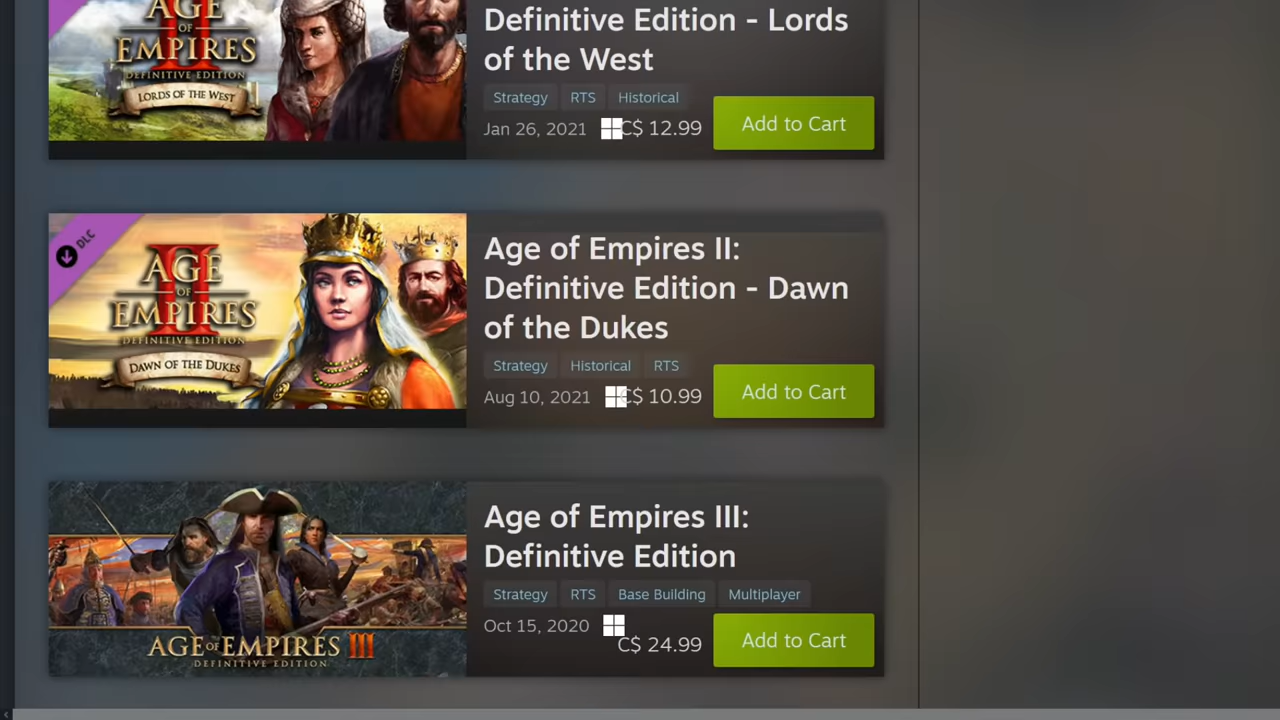 AGE
OF
II
EMPIRES
DEFINITIVE EDITION
LORDS OF THE WEST
Definitive Edition - Lords
of the West
Strategy RTS Historical
Jan 26, 2021 C$ 12.99
Add to Cart
DLC
AGE
OF
II
EMPIRES
DEFINITIVE EDITION
DAWN OF THE DUKES
Age of Empires II:
Definitive Edition - Dawn
of the Dukes
Strategy Historical RTS
Aug 10, 2021 C$ 10.99
Add to Cart
AGE OF EMPIRES III
DEFINITIVE EDITION
Age of Empires III:
Definitive Edition
Strategy RTS Base Building Multiplayer
Oct 15, 2020
C$ 24.99
Add to Cart